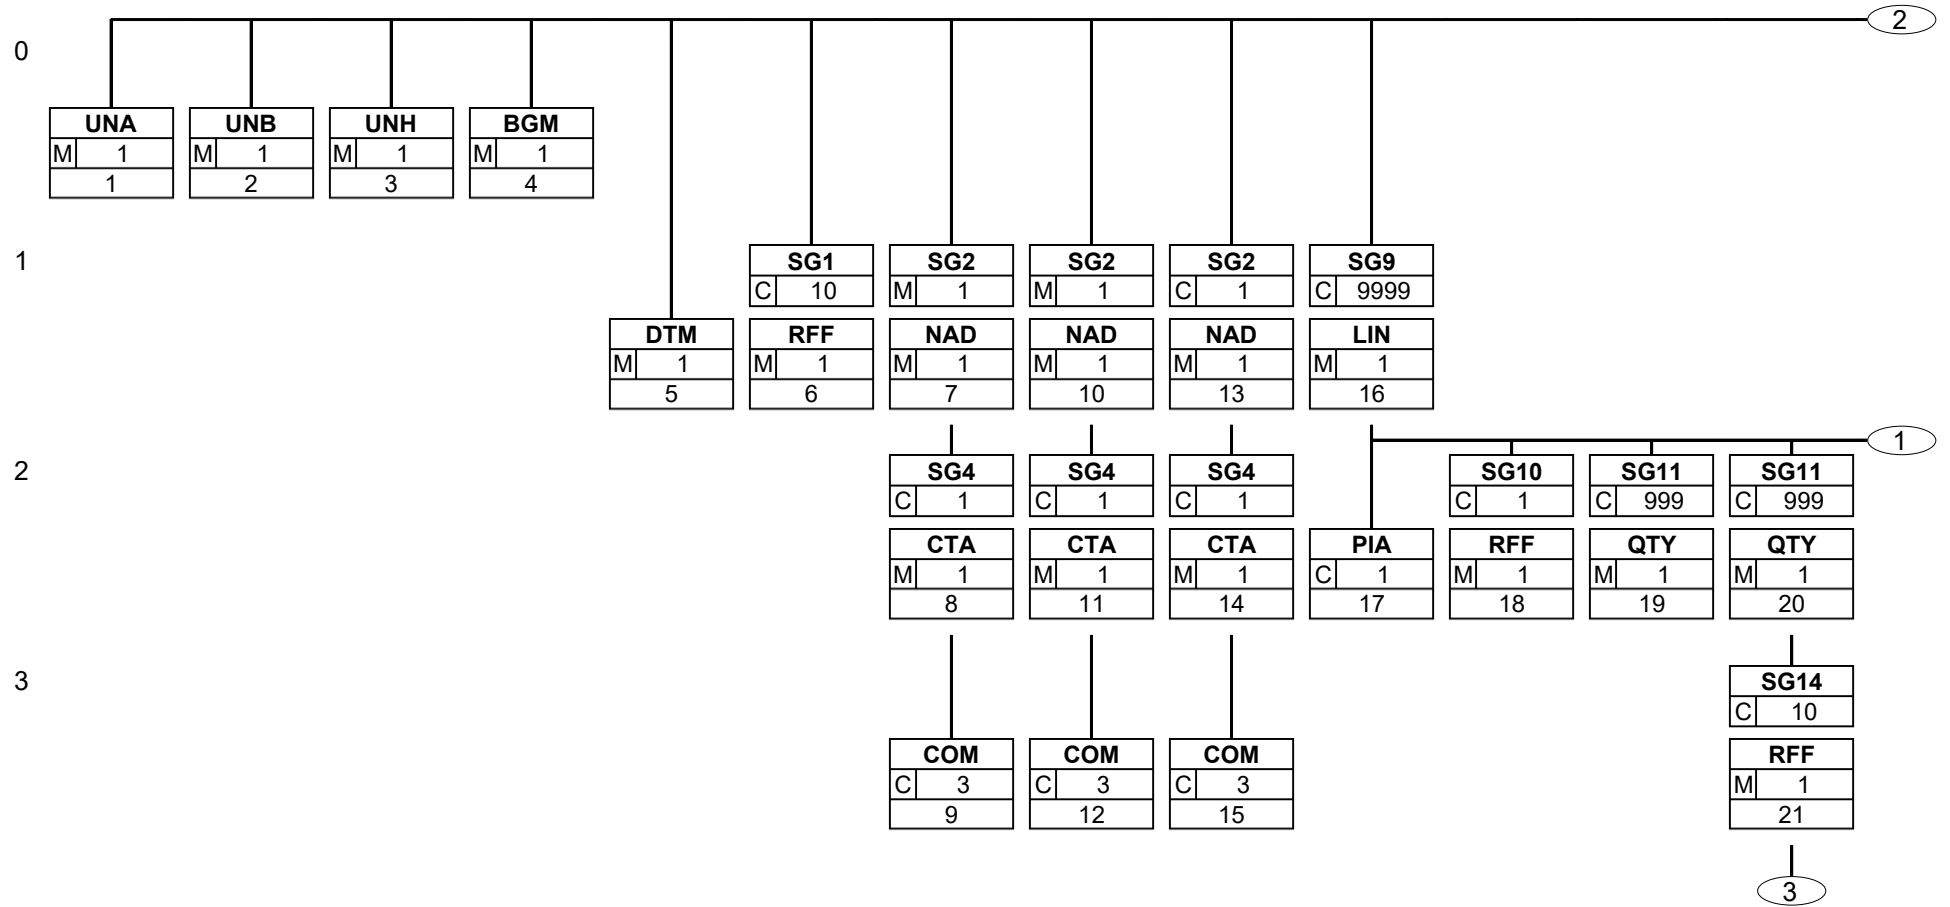 2
0
UNA UNB UNH BGM
M 1 M 1 M 1 M 1
1 2 3 4
1
SG1 SG2 SG2 SG2 SG9
C 10 M 1 M 1 C 1 C 9999
DTM RFF NAD NAD NAD LIN
M 1 M 1 M 1 M 1 M 1 M 1
5 6 7 10 13 16
1
2
SG4 SG4 SG4 SG10 SG11 SG11
C 1 C 1 C 1 C 1 C 999 C 999
CTA CTA CTA PIA RFF QTY QTY
M 1 M 1 M 1 C 1 M 1 M 1 M 1
8 11 14 17 18 19 20
3
SG14
C 10
COM COM COM RFF
C 3 C 3 C 3 M 1
9 12 15 21
3